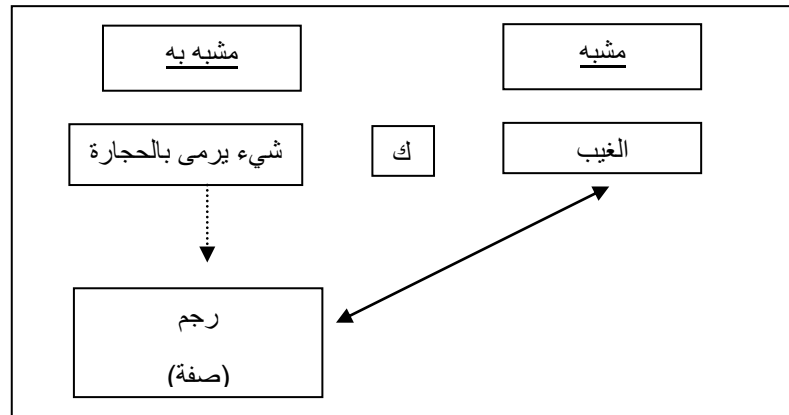 مشبه
مشبه به
الغيب
ك
شيء يرمى بالحجارة
رجم
(صفة)